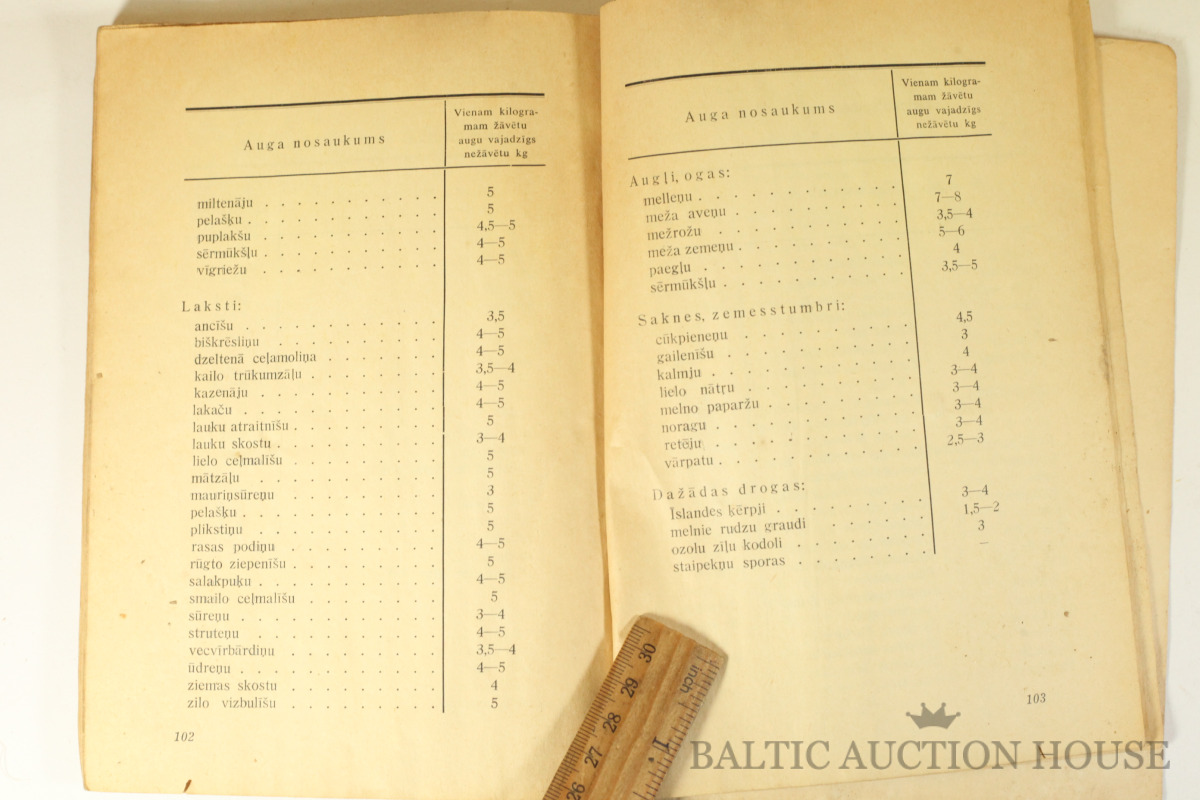 Auga nosaukums
Vienam kilogra-
mam žāvētu
augu vajadzīgs
nežāvētu kg
miltenāju . . . . . . . . . . . 5
pelašķu . . . . . . . . . . . . 5
puplakšu . . . . . . . . . . . 4,5—5
sērmūkšļu . . . . . . . . . . . 4—5
vīgriežu . . . . . . . . . . . 4—5
Laksti:
ancīšu . . . . . . . . . . . . 3,5
biškrēsliņu . . . . . . . . . . 4—5
dzeltenā ceļamoliņa . . . . . . . 4—5
kailo trūkumzāļu . . . . . . . . 3,5—4
kazenāju . . . . . . . . . . . 4—5
lakaču . . . . . . . . . . . . 4—5
lauku atraitnīšu . . . . . . . . . 5
lauku skostu . . . . . . . . . . 3—4
lielo ceļmalīšu . . . . . . . . . 5
mātzāļu . . . . . . . . . . . 5
mauriņsūreņu . . . . . . . . . . 3
pelašķu . . . . . . . . . . . . 5
plikstiņu . . . . . . . . . . . 5
rasas podiņu . . . . . . . . . . 4—5
rūgto ziepenīšu . . . . . . . . . 5
salakpuķu . . . . . . . . . . . 4—5
smailo ceļmalīšu . . . . . . . . 5
sūreņu . . . . . . . . . . . . 3—4
struteņu . . . . . . . . . . . 4—5
vecvīrbārdiņu . . . . . . . . . . 3,5—4
ūdreņu . . . . . . . . . . . . 4—5
ziemas skostu . . . . . . . . . 4
zilo vizbulīšu . . . . . . . . . 5
102
Auga nosaukums
Vienam kilogra-
mam žāvētu
augu vajadzīgs
nežāvētu kg
Augļi, ogas:
melleņu . . . . . . . . . . . . 7
meža aveņu . . . . . . . . . . 7—8
mežrožu . . . . . . . . . . . 3,5—4
meža zemeņu . . . . . . . . . . 5—6
paegļu . . . . . . . . . . . . 4
sērmūkšļu . . . . . . . . . . . 3,5—5
Saknes, zemesstumbri:
cūkpieneņu . . . . . . . . . . 4,5
gailenīšu . . . . . . . . . . . 3
kalmju . . . . . . . . . . . . 4
lielo nātru . . . . . . . . . . 3—4
melno paparžu . . . . . . . . . 3—4
noragu . . . . . . . . . . . . 3—4
retēju . . . . . . . . . . . . 3—4
vārpatu . . . . . . . . . . . . 2,5—3
Dažādas drogas:
Īslandes ķērpji . . . . . . . . . 3—4
melnie rudzu graudi . . . . . . 1,5—2
ozolu zīļu kodoli . . . . . . . . 3
staipekņu sporas . . . . . . . . —
103
26 27 28 29 30
1 inch
BALTIC AUCTION HOUSE